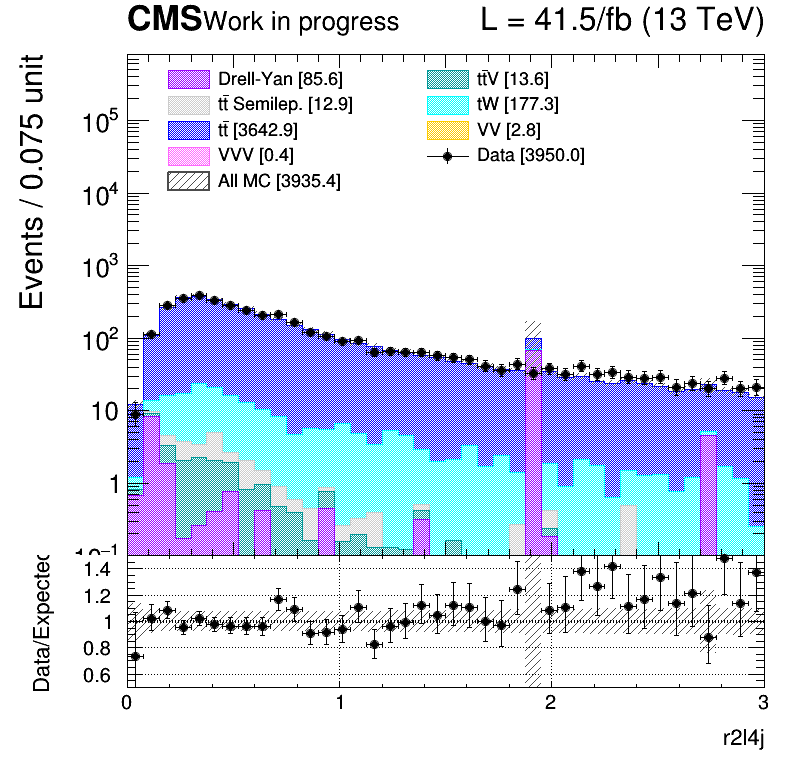 CMS Work in progress L = 41.5/fb (13 TeV)
Events / 0.075 unit
Drell-Yan [85.6] tt̄V [13.6]
tt̄ Semilep. [12.9] tW [177.3]
tt̄ [3642.9] VV [2.8]
VVV [0.4] Data [3950.0]
All MC [3935.4]
10⁵
10⁴
10³
10²
10
1
10⁻¹
Data/Expected
1.4
1.2
1
0.8
0.6
0 1 2 3
r2l4j